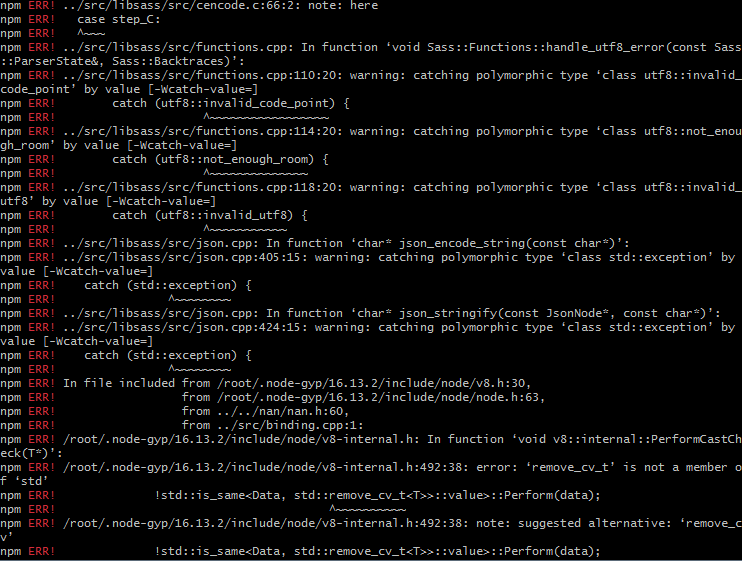 npm ERR! ../src/libsass/src/cencode.c:66:2: note: here
npm ERR!   case step_C:
npm ERR!   ^~~~
npm ERR! ../src/libsass/src/functions.cpp: In function ‘void Sass::Functions::handle_utf8_error(const Sass
::ParserState&, Sass::Backtraces)’:
npm ERR! ../src/libsass/src/functions.cpp:110:20: warning: catching polymorphic type ‘class utf8::invalid_
code_point’ by value [-Wcatch-value=]
npm ERR!        catch (utf8::invalid_code_point) {
npm ERR!                     ^~~~~~~~~~~~~~~~~~
npm ERR! ../src/libsass/src/functions.cpp:114:20: warning: catching polymorphic type ‘class utf8::not_enou
gh_room’ by value [-Wcatch-value=]
npm ERR!        catch (utf8::not_enough_room) {
npm ERR!                     ^~~~~~~~~~~~~~~
npm ERR! ../src/libsass/src/functions.cpp:118:20: warning: catching polymorphic type ‘class utf8::invalid_
utf8’ by value [-Wcatch-value=]
npm ERR!        catch (utf8::invalid_utf8) {
npm ERR!                     ^~~~~~~~~~~~
npm ERR! ../src/libsass/src/json.cpp: In function ‘char* json_encode_string(const char*)’:
npm ERR! ../src/libsass/src/json.cpp:405:15: warning: catching polymorphic type ‘class std::exception’ by
value [-Wcatch-value=]
npm ERR!    catch (std::exception) {
npm ERR!                ^~~~~~~~~
npm ERR! ../src/libsass/src/json.cpp: In function ‘char* json_stringify(const JsonNode*, const char*)’:
npm ERR! ../src/libsass/src/json.cpp:424:15: warning: catching polymorphic type ‘class std::exception’ by
value [-Wcatch-value=]
npm ERR!    catch (std::exception) {
npm ERR!                ^~~~~~~~~
npm ERR! In file included from /root/.node-gyp/16.13.2/include/node/v8.h:30,
npm ERR!                  from /root/.node-gyp/16.13.2/include/node/node.h:63,
npm ERR!                  from ../../nan/nan.h:60,
npm ERR!                  from ../src/binding.cpp:1:
npm ERR! /root/.node-gyp/16.13.2/include/node/v8-internal.h: In function ‘void v8::internal::PerformCastCh
eck(T*)’:
npm ERR! /root/.node-gyp/16.13.2/include/node/v8-internal.h:492:38: error: ‘remove_cv_t’ is not a member o
f ‘std’
npm ERR!              !std::is_same<Data, std::remove_cv_t<T>>::value>::Perform(data);
npm ERR!                                       ^~~~~~~~~~~
npm ERR! /root/.node-gyp/16.13.2/include/node/v8-internal.h:492:38: note: suggested alternative: ‘remove_c
v’
npm ERR!              !std::is_same<Data, std::remove_cv_t<T>>::value>::Perform(data);